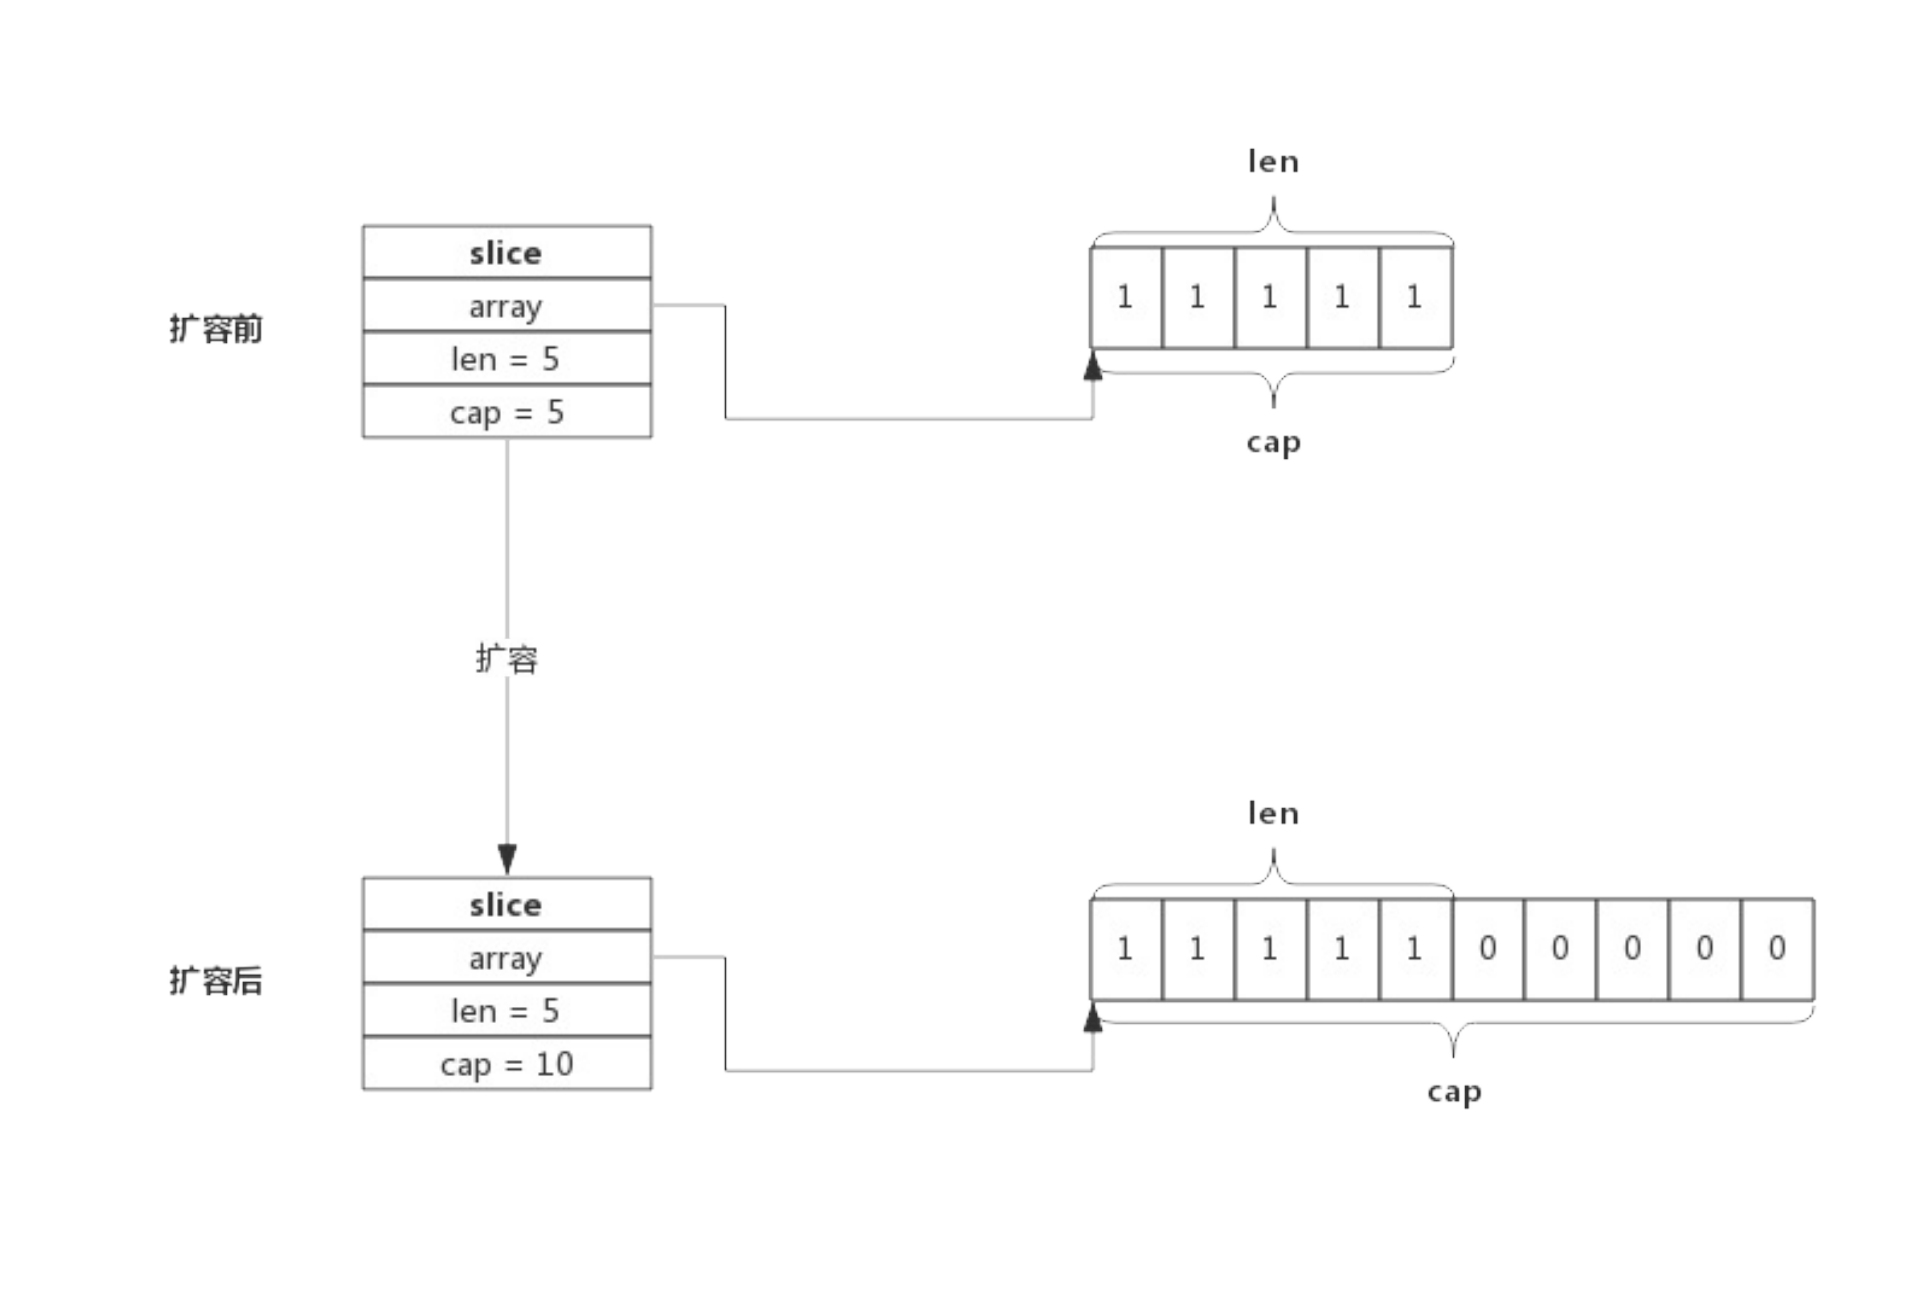 len
slice
array
len = 5
cap = 5
扩容前
1 1 1 1 1
cap
扩容
len
slice
array
len = 5
cap = 10
扩容后
1 1 1 1 1 0 0 0 0 0
cap